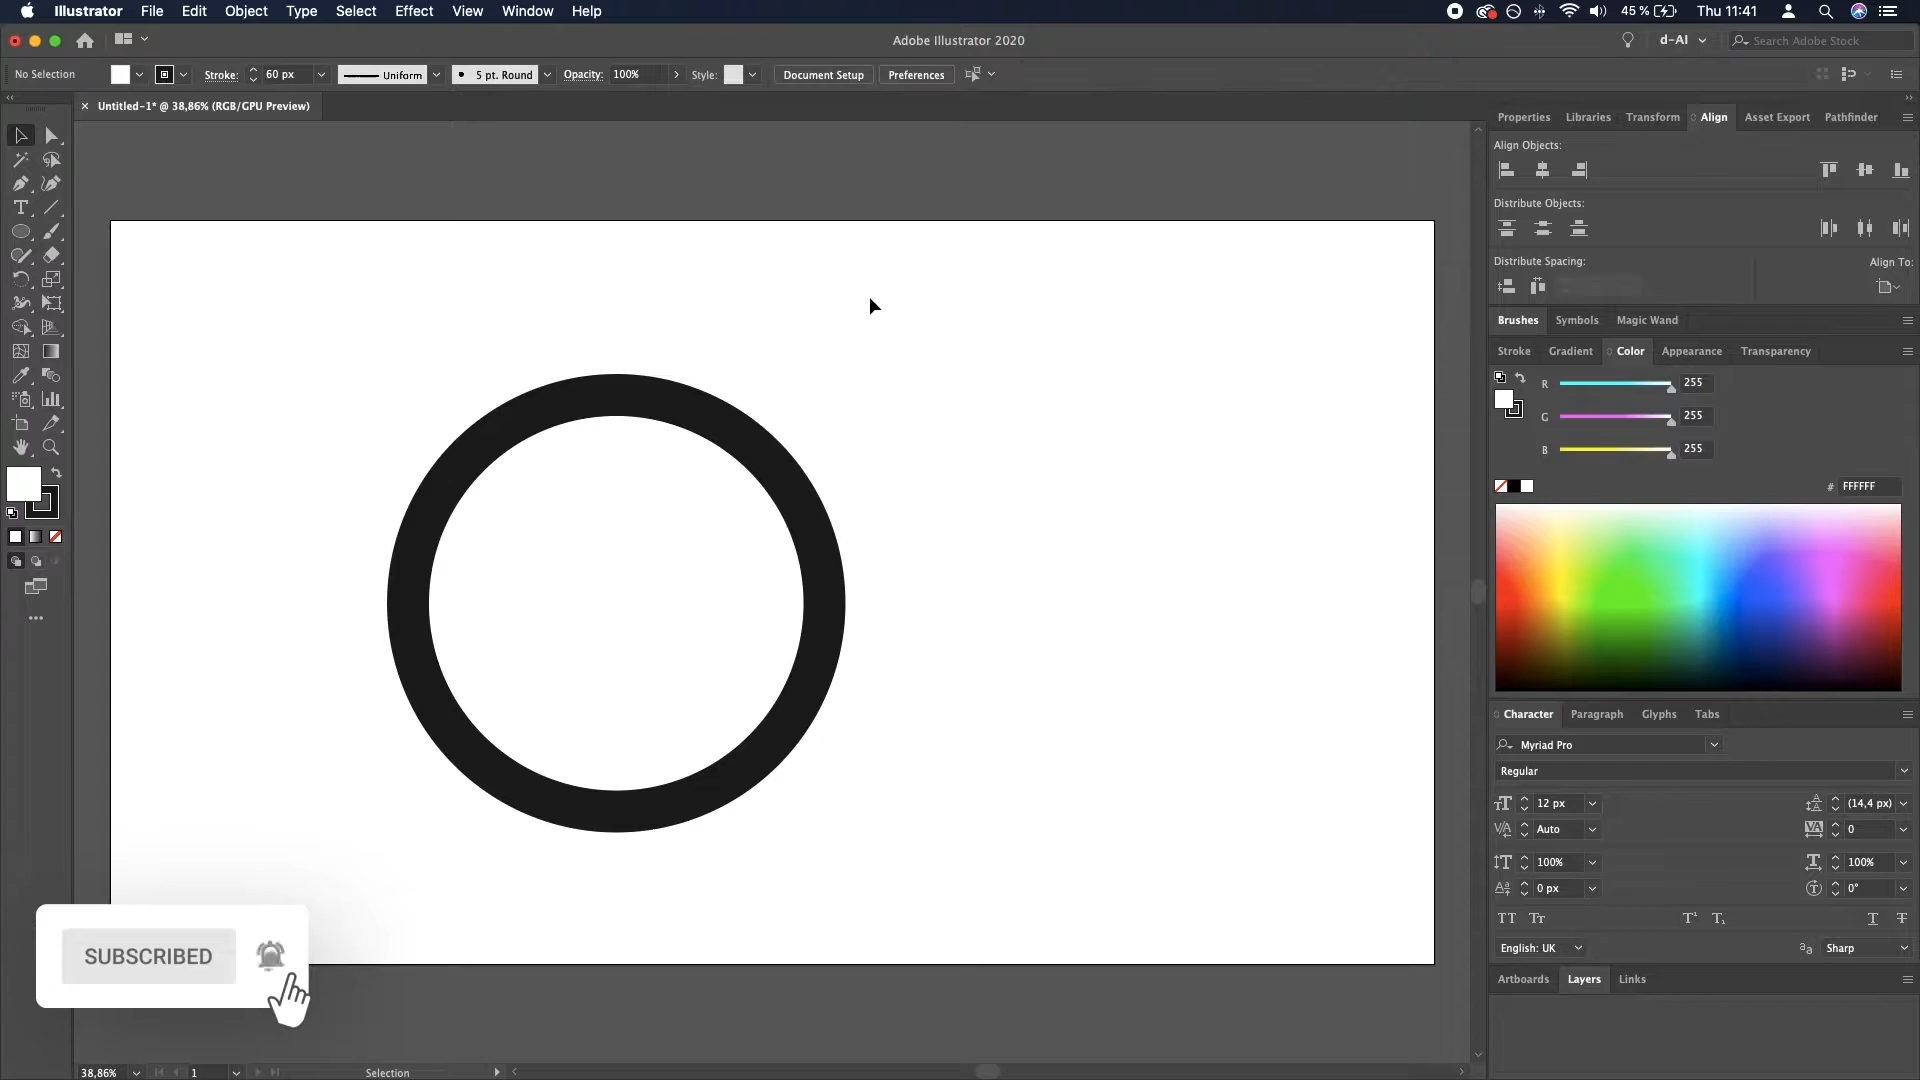 Illustrator File Edit Object Type Select Effect View Window Help
45 % Thu 11:41
Adobe Illustrator 2020
d-AI
Search Adobe Stock
No Selection
Stroke: 60 px
Uniform
5 pt. Round
Opacity: 100%
Style:
Document Setup
Preferences
Untitled-1* @ 38,86% (RGB/GPU Preview)
Properties Libraries Transform Align Asset Export Pathfinder
Align Objects:
Distribute Objects:
Distribute Spacing:
Align To:
Brushes Symbols Magic Wand
Stroke Gradient Color Appearance Transparency
R 255
G 255
B 255
# FFFFFF
Character Paragraph Glyphs Tabs
Myriad Pro
Regular
12 px (14,4 px)
Auto 0
100% 100%
0 px 0°
English: UK
Sharp
Artboards Layers Links
SUBSCRIBED
38,86% 1 Selection